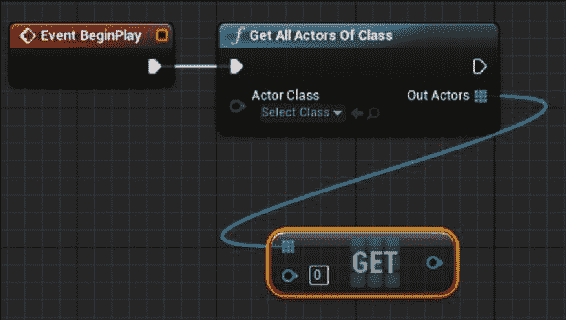 Event BeginPlay
f Get All Actors Of Class
Actor Class
Out Actors
Select Class
0
GET